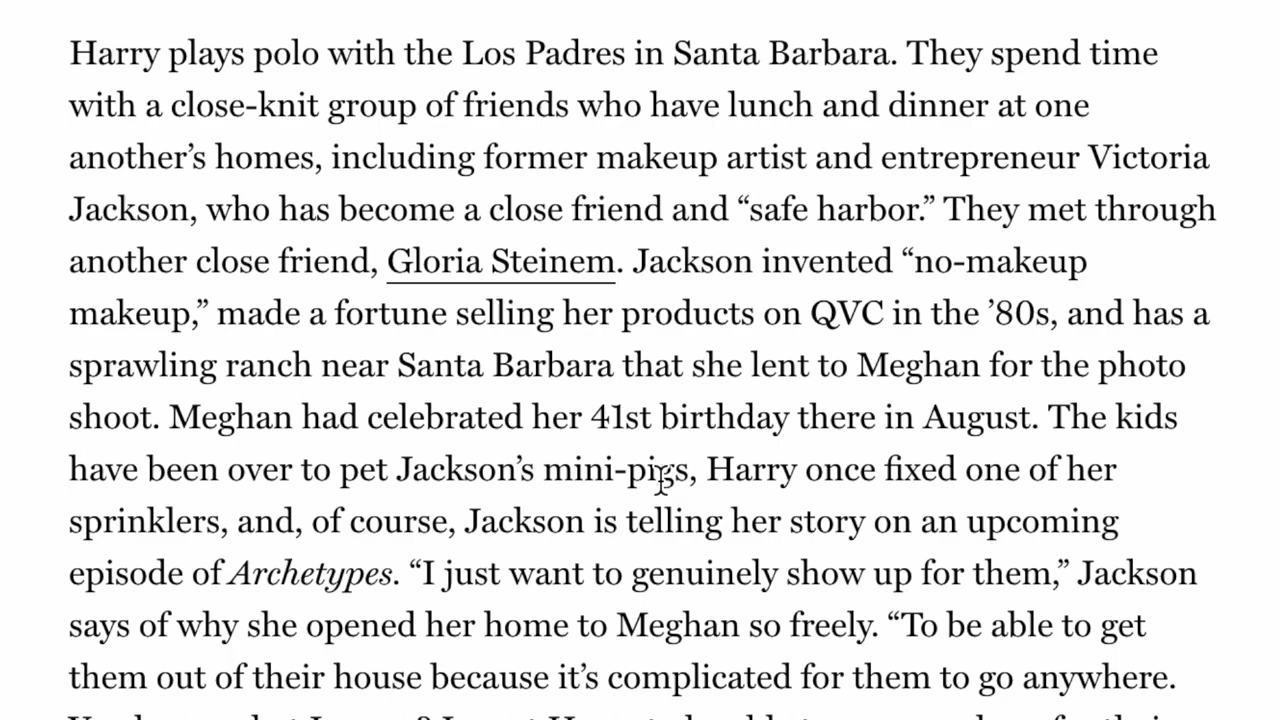 Harry plays polo with the Los Padres in Santa Barbara. They spend time
with a close-knit group of friends who have lunch and dinner at one
another’s homes, including former makeup artist and entrepreneur Victoria
Jackson, who has become a close friend and “safe harbor.” They met through
another close friend, Gloria Steinem. Jackson invented “no-makeup
makeup,” made a fortune selling her products on QVC in the ’80s, and has a
sprawling ranch near Santa Barbara that she lent to Meghan for the photo
shoot. Meghan had celebrated her 41st birthday there in August. The kids
have been over to pet Jackson’s mini-pigs, Harry once fixed one of her
sprinklers, and, of course, Jackson is telling her story on an upcoming
episode of Archetypes. “I just want to genuinely show up for them,” Jackson
says of why she opened her home to Meghan so freely. “To be able to get
them out of their house because it’s complicated for them to go anywhere.